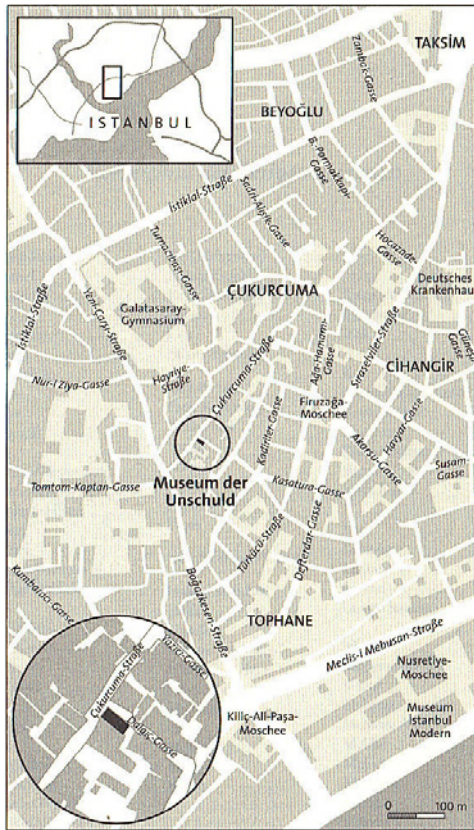 TAKSİM
Zambak-Gasse
BEYOĞLU
ISTANBUL
B. Parmakkapı-
Gasse
İstiklal-Straße
Sadri-Alışık-Gasse
Turnacıbaşı-Gasse
Hocazade-
Gasse
ÇUKURCUMA
Deutsches
Krankenhaus
Galatasaray-
Gymnasium
İstiklal-Straße
Yeni-Çarşı-Straße
Ağa-Hamamı-
Gasse
Sıraselviler-Straße
CİHANGİR
Hayriye-
Straße
Çukurcuma-Straße
Nur-i Ziya-Gasse
Firuzağa-
Moschee
Kadirler-Gasse
Akarsu-Gasse
Havyar-Gasse
Susam-
Gasse
Museum der
Unschuld
Tomtom-Kaptan-Gasse
Kasatura-Gasse
Türkücü-Straße
Defterdar-Gasse
Kumbaracı-Gasse
Boğazkesen-Straße
TOPHANE
Meclis-i Mebusan-Straße
Yazıcı-Gasse
Çukurcuma-Straße
Dalgıç-Gasse
Nusretiye-
Moschee
Kiliç-Ali-Paşa-
Moschee
Museum
Istanbul
Modern
0 100 m